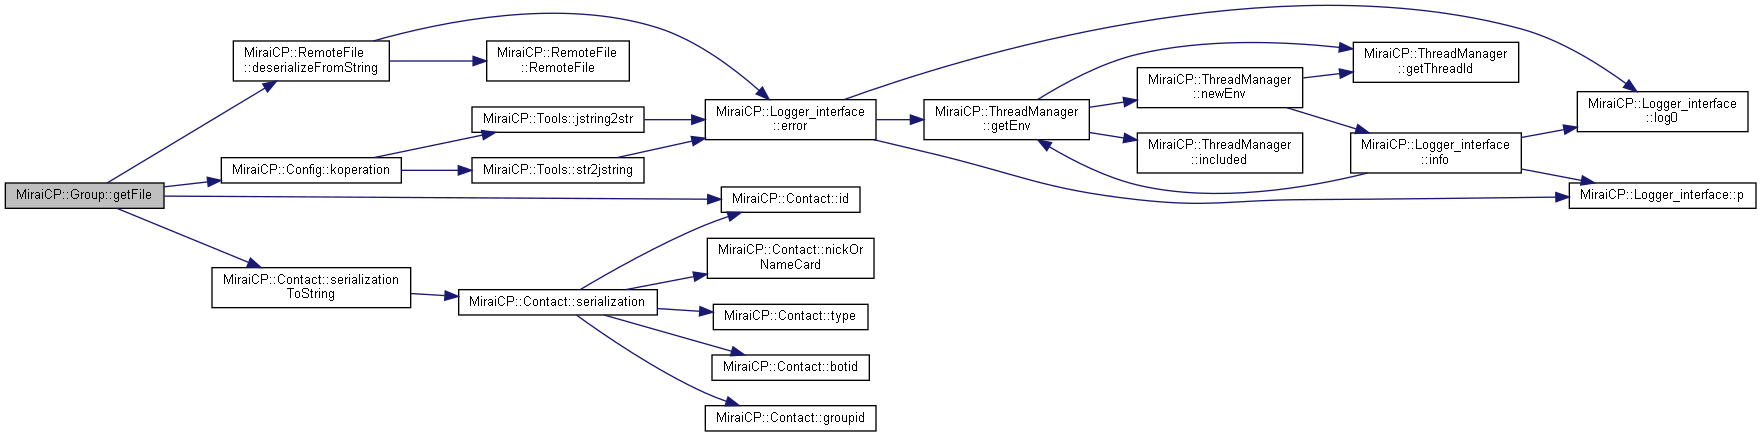 MiraiCP::Group::getFile
MiraiCP::RemoteFile
::deserializeFromString
MiraiCP::Config::koperation
MiraiCP::Contact::serialization
ToString
MiraiCP::RemoteFile
::RemoteFile
MiraiCP::Tools::jstring2str
MiraiCP::Tools::str2jstring
MiraiCP::Contact::serialization
MiraiCP::Logger_interface
::error
MiraiCP::Contact::id
MiraiCP::Contact::nickOr
NameCard
MiraiCP::Contact::type
MiraiCP::Contact::botid
MiraiCP::Contact::groupid
MiraiCP::ThreadManager
::getEnv
MiraiCP::ThreadManager
::newEnv
MiraiCP::ThreadManager
::included
MiraiCP::ThreadManager
::getThreadId
MiraiCP::Logger_interface
::info
MiraiCP::Logger_interface
::log0
MiraiCP::Logger_interface::p